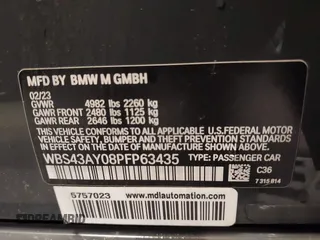 MFD BY BMW M GMBH
02/23
GVWR 4982 lbs 2260 kg
GAWR FRONT 2480 lbs 1125 kg
GAWR REAR 2646 lbs 1200 kg
THIS VEHICLE CONFORMS TO ALL APPLICABLE U.S. FEDERAL MOTOR VEHICLE SAFETY, BUMPER, AND THEFT PREVENTION STANDARDS IN EFFECT ON THE DATE OF MANUFACTURE SHOWN ABOVE.
WBS43AY08PFP63435 TYPE: PASSENGER CAR
C36
7 315 814
5757023
www.mdiautomation.com